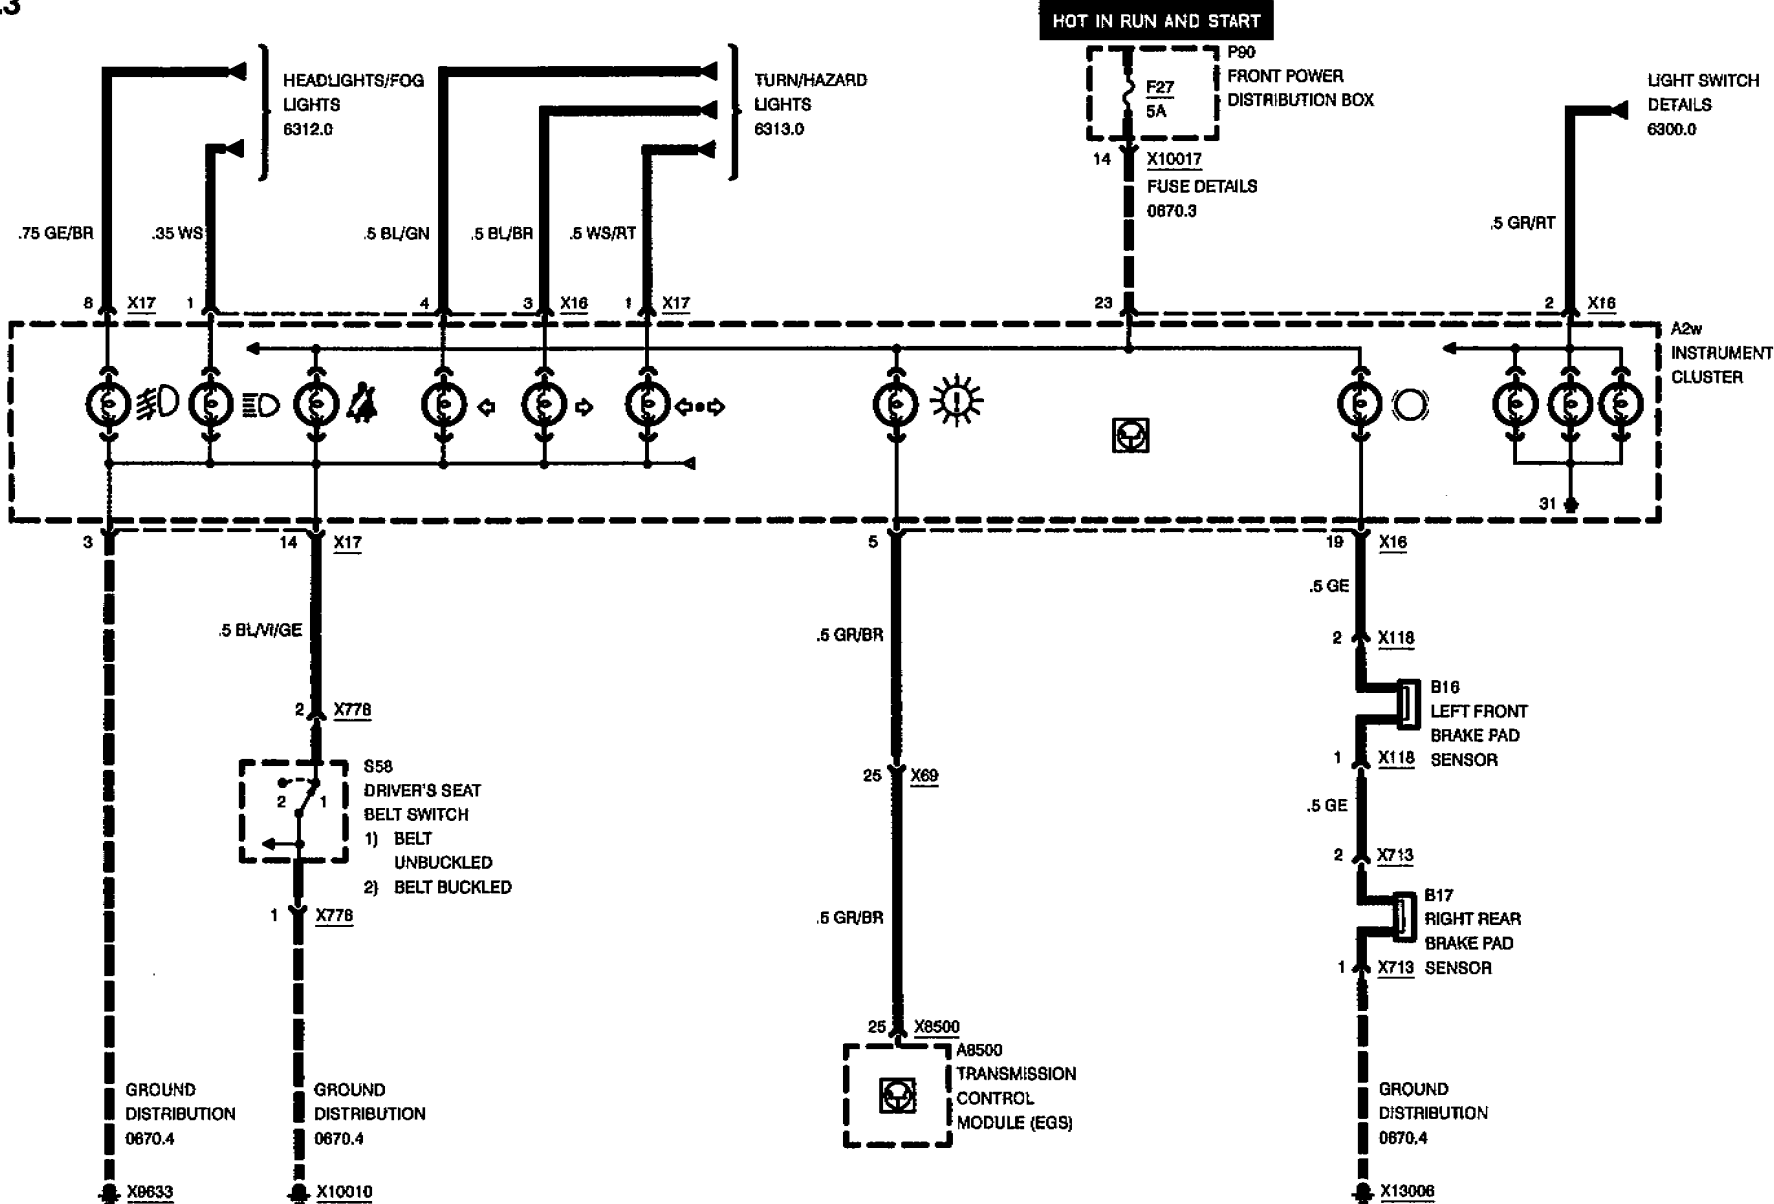 .3
HOT IN RUN AND START
HEADLIGHTS/FOG
LIGHTS
6312.0
TURN/HAZARD
LIGHTS
6313.0
F27
5A
P90
FRONT POWER
DISTRIBUTION BOX
LIGHT SWITCH
DETAILS
6300.0
14 X10017
FUSE DETAILS
0670.3
.75 GE/BR
.35 WS
.5 BL/GN
.5 BL/BR
.5 WS/RT
.5 GR/RT
8 X17 1 4 3 X16 1 X17 23 2 X16
A2w
INSTRUMENT
CLUSTER
31
3 14 X17 5 19 X16
.5 BL/VI/GE
.5 GR/BR
.5 GE
2 X118
B16
LEFT FRONT
BRAKE PAD
SENSOR
1 X118
2 X778
S58
DRIVER'S SEAT
BELT SWITCH
1) BELT
UNBUCKLED
2) BELT BUCKLED
2 1
25 X69
.5 GE
2 X713
B17
RIGHT REAR
BRAKE PAD
SENSOR
1 X713
1 X778
.5 GR/BR
25 X8500
A8500
TRANSMISSION
CONTROL
MODULE (EGS)
GROUND
DISTRIBUTION
0670.4
GROUND
DISTRIBUTION
0670.4
GROUND
DISTRIBUTION
0670.4
X9633
X10010
X13006